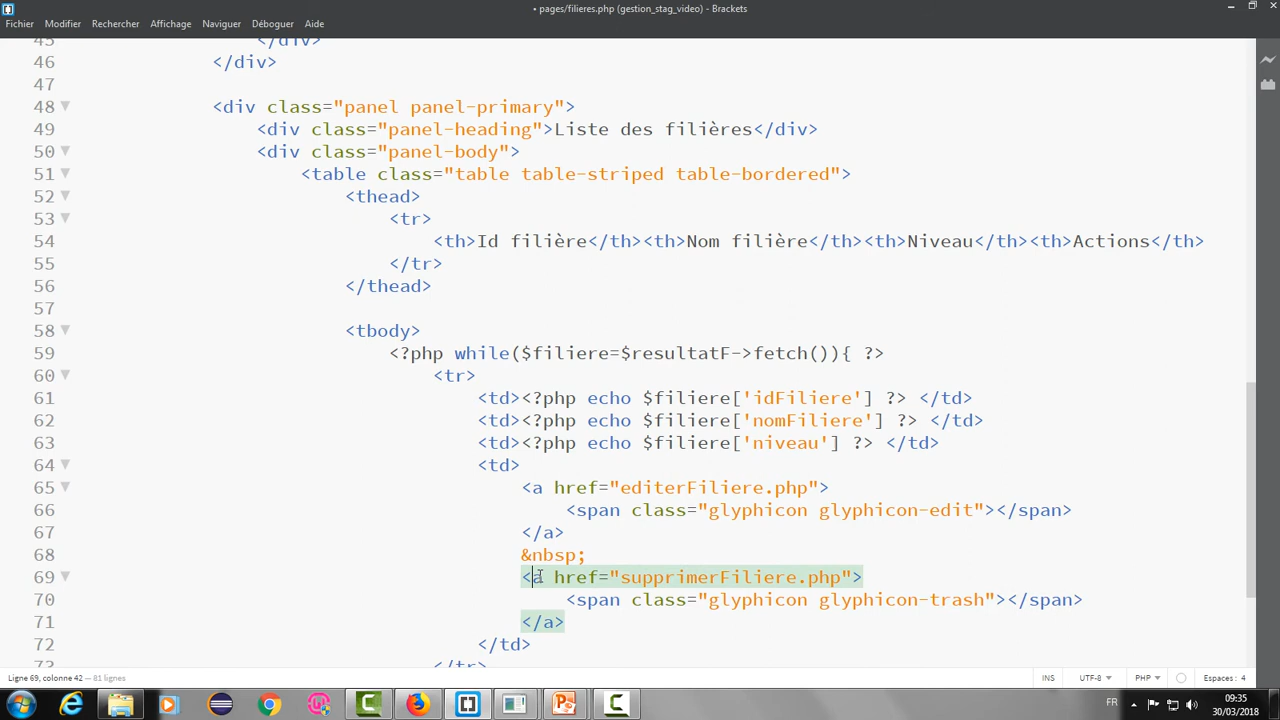 • pages/filieres.php (gestion_stag_video) - Brackets
Fichier Modifier Rechercher Affichage Naviguer Déboguer Aide
45 </div>
46 </div>
47
48 <div class="panel panel-primary">
49 <div class="panel-heading">Liste des filières</div>
50 <div class="panel-body">
51 <table class="table table-striped table-bordered">
52 <thead>
53 <tr>
54 <th>Id filière</th><th>Nom filière</th><th>Niveau</th><th>Actions</th>
55 </tr>
56 </thead>
57
58 <tbody>
59 <?php while($filiere=$resultatF->fetch()){ ?>
60 <tr>
61 <td><?php echo $filiere['idFiliere'] ?> </td>
62 <td><?php echo $filiere['nomFiliere'] ?> </td>
63 <td><?php echo $filiere['niveau'] ?> </td>
64 <td>
65 <a href="editerFiliere.php">
66 <span class="glyphicon glyphicon-edit"></span>
67 </a>
68 &nbsp;
69 <a href="supprimerFiliere.php">
70 <span class="glyphicon glyphicon-trash"></span>
71 </a>
72 </td>
73 </tr>
Ligne 69, colonne 42 — 81 lignes
INS UTF-8 PHP Espaces : 4
FR 09:35
30/03/2018